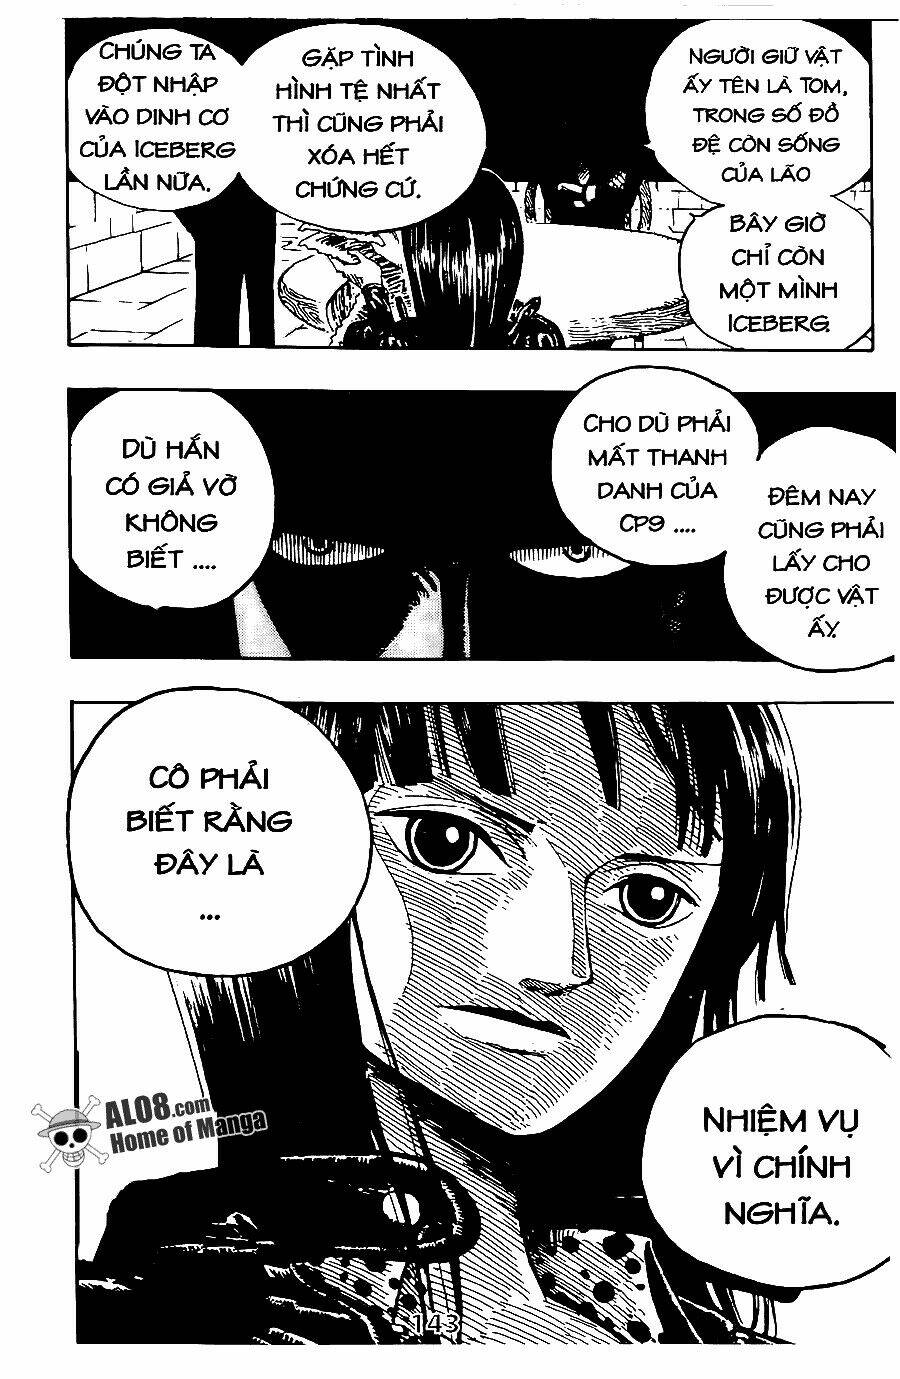 CHÚNG TA
ĐỘT NHẬP
VÀO DINH CƠ
CỦA ICEBERG
LẦN NỮA.
GẶP TÌNH
HÌNH TỆ NHẤT
THÌ CŨNG PHẢI
XÓA HẾT
CHỨNG CỨ.
NGƯỜI GIỮ VẬT
ẤY TÊN LÀ TOM,
TRONG SỐ ĐỒ
ĐỆ CÒN SỐNG
CỦA LÃO
BÂY GIỜ
CHỈ CÒN
MỘT MÌNH
ICEBERG.
DÙ HẮN
CÓ GIẢ VỜ
KHÔNG
BIẾT ....
CHO DÙ PHẢI
MẤT THANH
DANH CỦA
CP9 ....
ĐÊM NAY
CŨNG PHẢI
LẤY CHO
ĐƯỢC VẬT
ẤY.
CÔ PHẢI
BIẾT RẰNG
ĐÂY LÀ
...
NHIỆM VỤ
VÌ CHÍNH
NGHĨA.
ALO8.com
Home of Manga
143